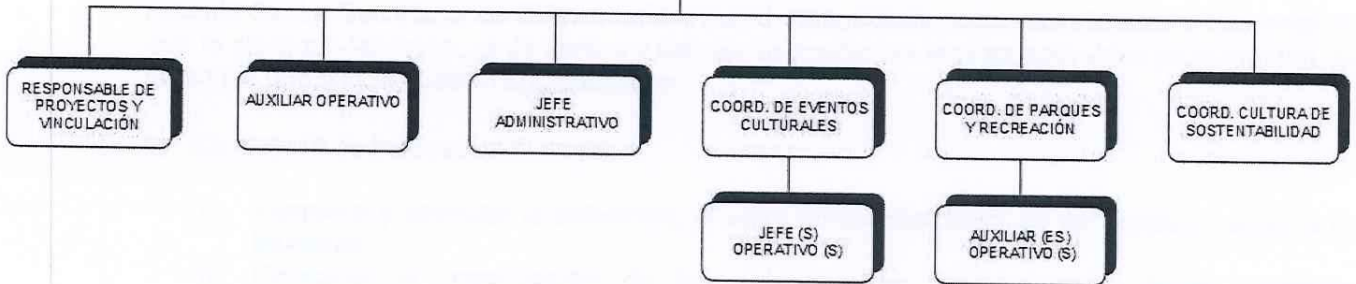 RESPONSABLE DE
PROYECTOS Y
VINCULACIÓN
AUXILIAR OPERATIVO
JEFE
ADMINISTRATIVO
COORD. DE EVENTOS
CULTURALES
COORD. DE PARQUES
Y RECREACIÓN
COORD. CULTURA DE
SOSTENTABILIDAD
JEFE (S)
OPERATIVO (S)
AUXILIAR (ES)
OPERATIVO (S)